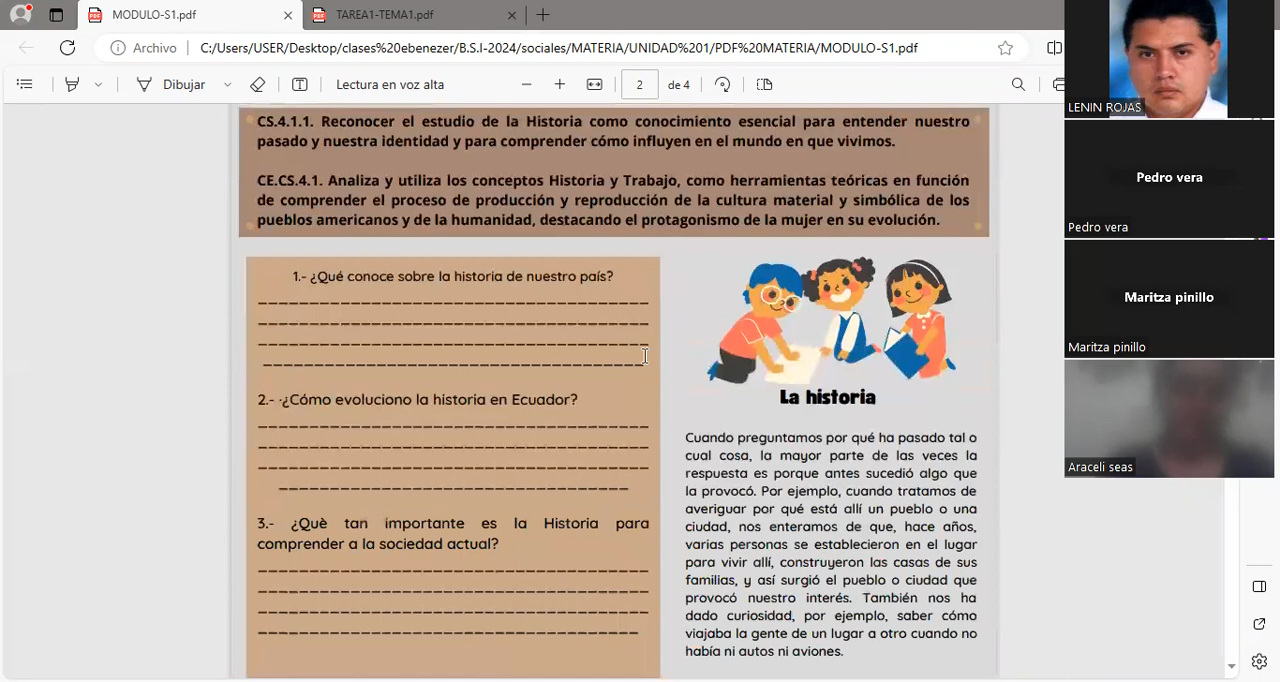 MODULO-S1.pdf
TAREA1-TEMA1.pdf
Archivo
C:/Users/USER/Desktop/clases%20ebenezer/B.S.I-2024/sociales/MATERIA/UNIDAD%201/PDF%20MATERIA/MODULO-S1.pdf
Dibujar
Lectura en voz alta
2
de 4
CS.4.1.1. Reconocer el estudio de la Historia como conocimiento esencial para entender nuestro
pasado y nuestra identidad y para comprender cómo influyen en el mundo en que vivimos.
CE.CS.4.1. Analiza y utiliza los conceptos Historia y Trabajo, como herramientas teóricas en función
de comprender el proceso de producción y reproducción de la cultura material y simbólica de los
pueblos americanos y de la humanidad, destacando el protagonismo de la mujer en su evolución.
1.- ¿Qué conoce sobre la historia de nuestro país?
2.- ·¿Cómo evoluciono la historia en Ecuador?
3.- ¿Què tan importante es la Historia para
comprender a la sociedad actual?
La historia
Cuando preguntamos por qué ha pasado tal o
cual cosa, la mayor parte de las veces la
respuesta es porque antes sucedió algo que
la provocó. Por ejemplo, cuando tratamos de
averiguar por qué está allí un pueblo o una
ciudad, nos enteramos de que, hace años,
varias personas se establecieron en el lugar
para vivir allí, construyeron las casas de sus
familias, y así surgió el pueblo o ciudad que
provocó nuestro interés. También nos ha
dado curiosidad, por ejemplo, saber cómo
viajaba la gente de un lugar a otro cuando no
había ni autos ni aviones.
LENIN ROJAS
Pedro vera
Pedro vera
Maritza pinillo
Maritza pinillo
Araceli seas